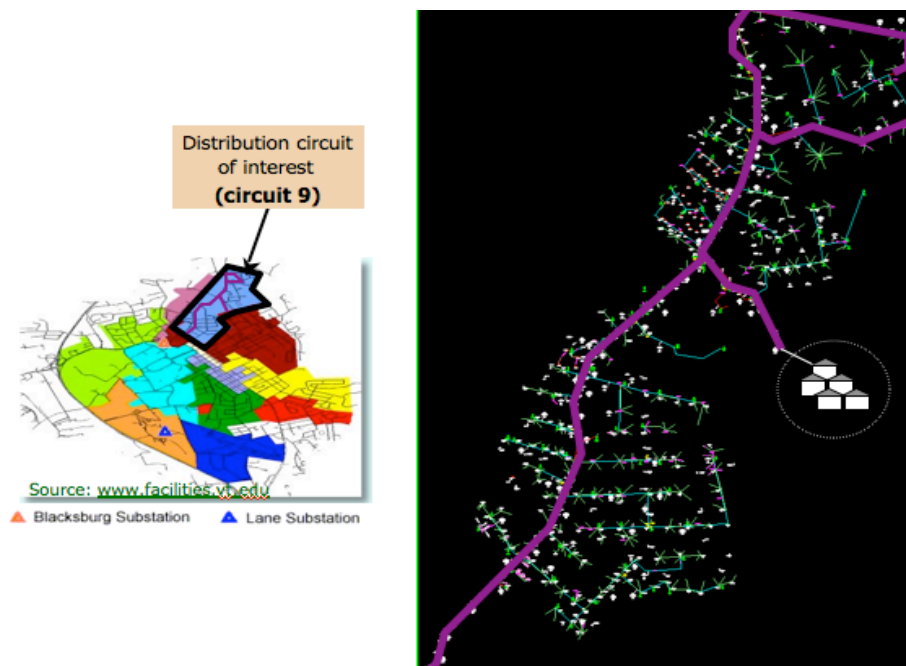 Distribution circuit
of interest
(circuit 9)
Source: www.facilities.vt.edu
Blacksburg Substation
Lane Substation